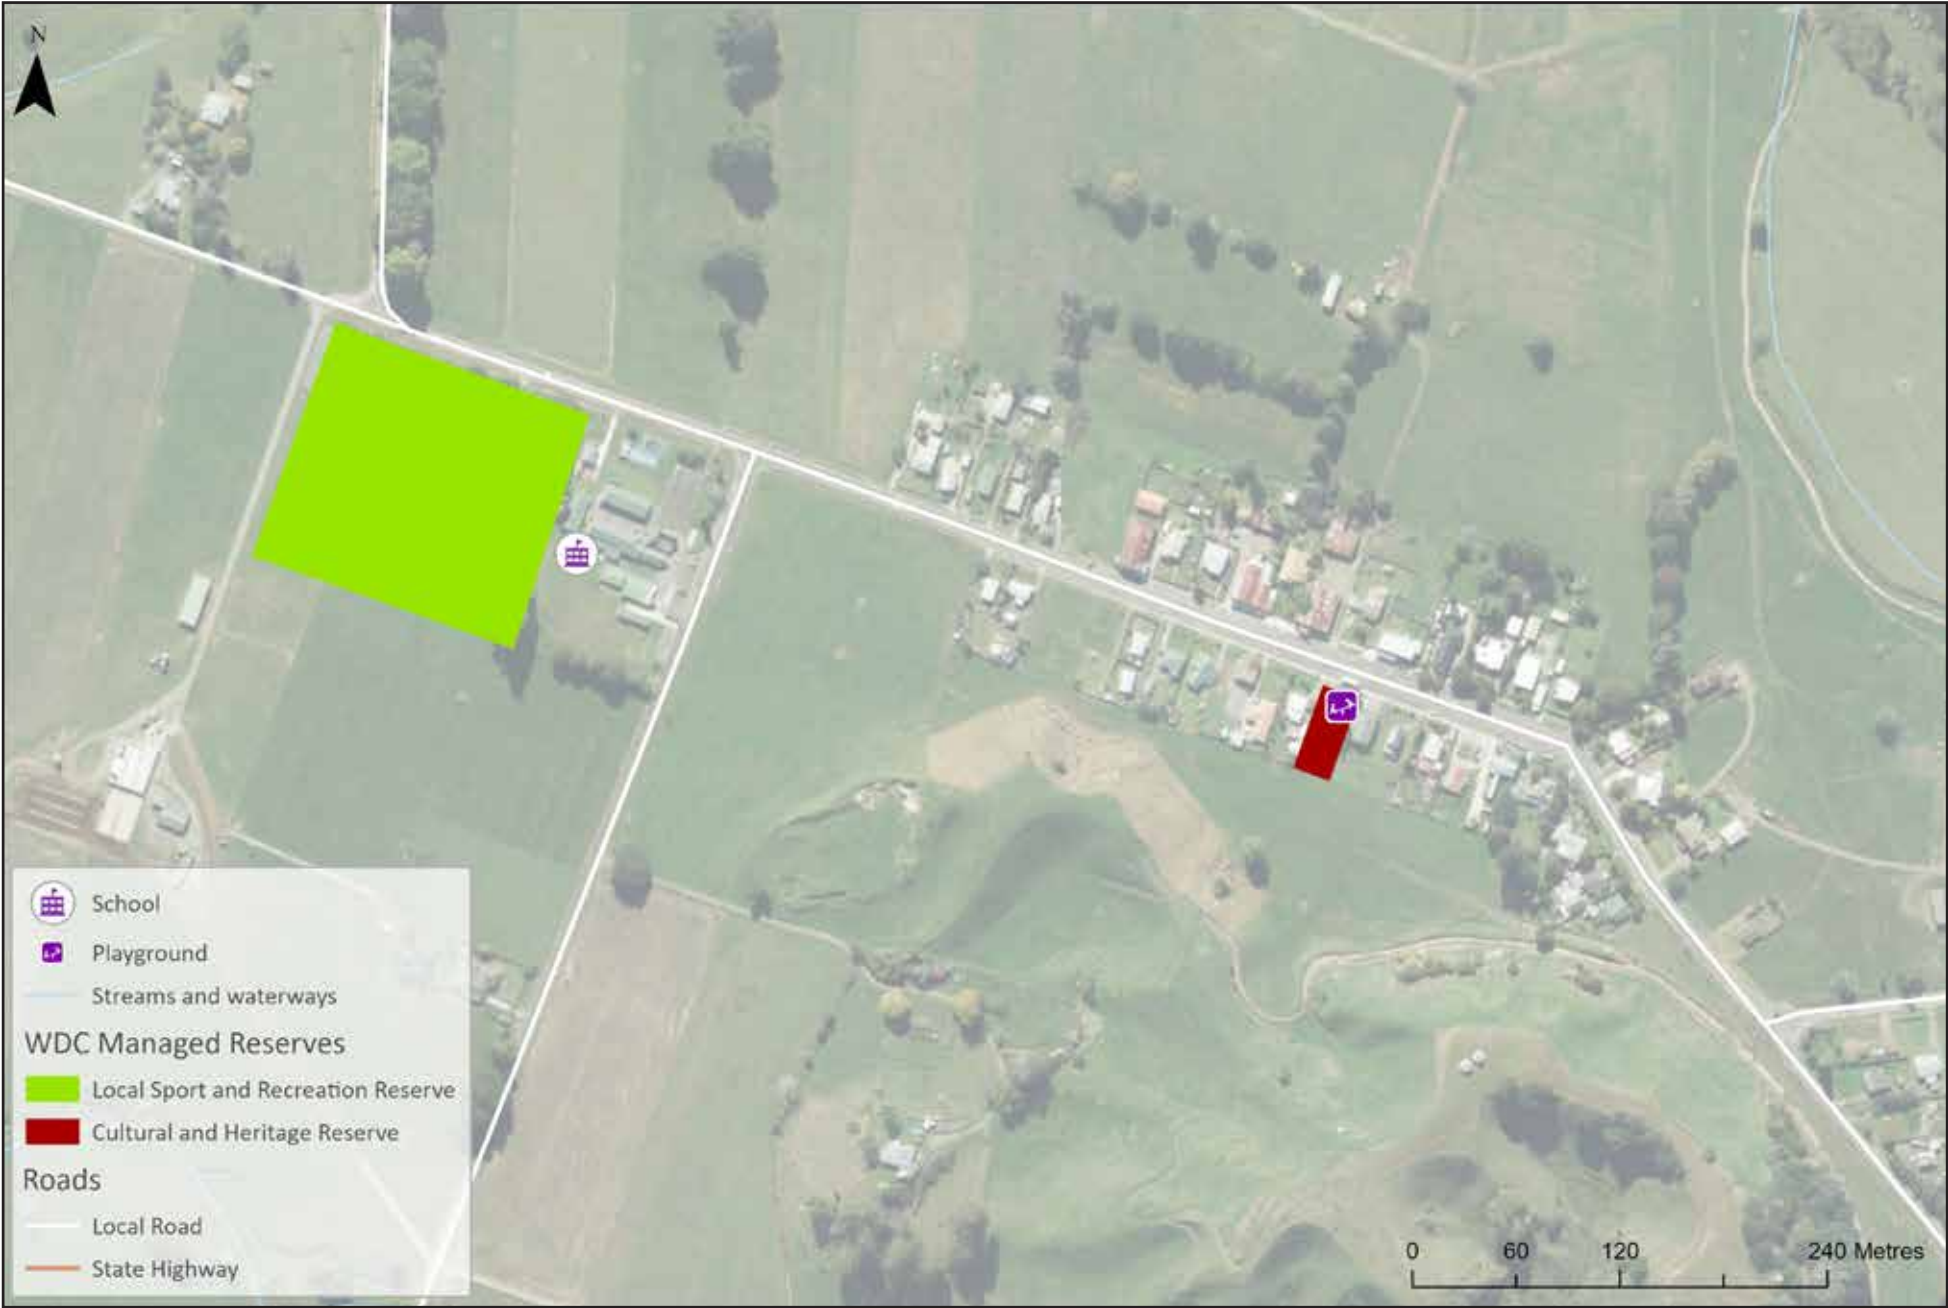 N
School
Playground
Streams and waterways
WDC Managed Reserves
Local Sport and Recreation Reserve
Cultural and Heritage Reserve
Roads
Local Road
State Highway
0 60 120 240 Metres